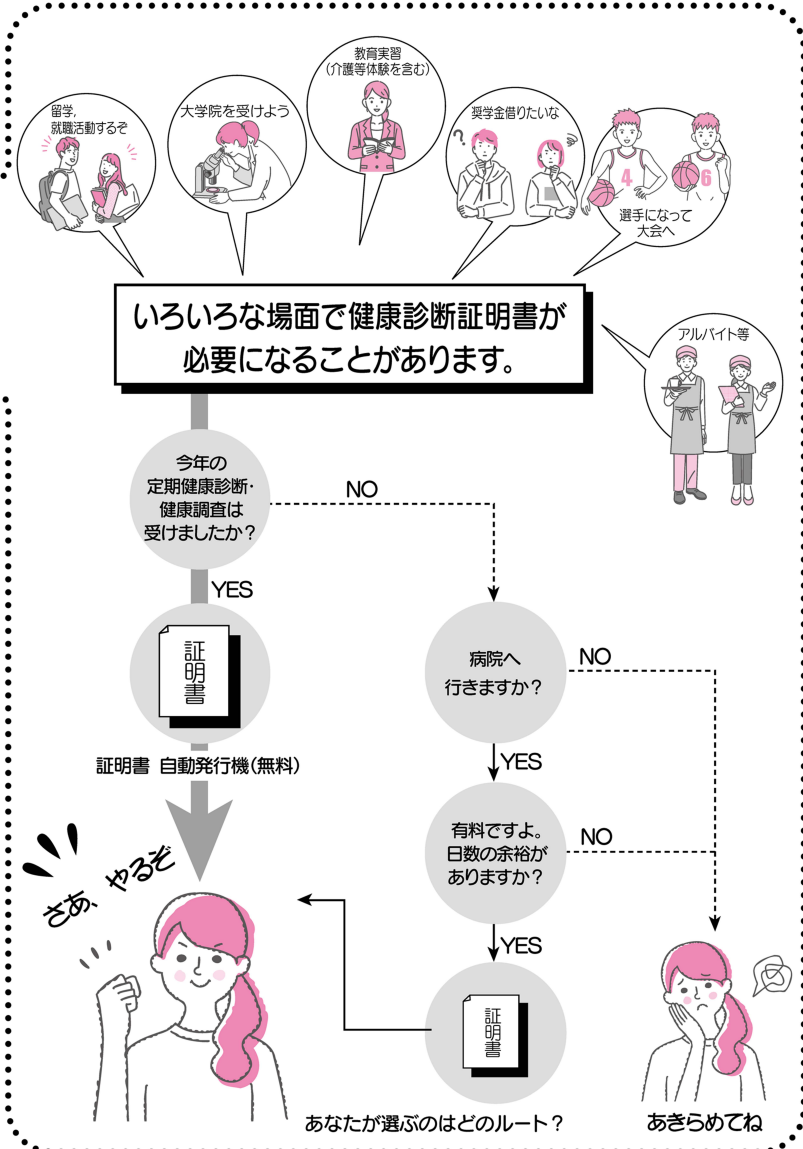 留学,
就職活動するぞ
大学院を受けよう
教育実習
(介護等体験を含む)
奨学金借りたいな
?
4
6
選手になって
大会へ
いろいろな場面で健康診断証明書が
必要になることがあります。
アルバイト等
今年の
定期健康診断・
健康調査は
受けましたか?
NO
YES
証明書
証明書 自動発行機(無料)
病院へ
行きますか?
NO
YES
有料ですよ。
日数の余裕が
ありますか?
NO
YES
証明書
さあ、やるぞ
あなたが選ぶのはどのルート?
あきらめてね